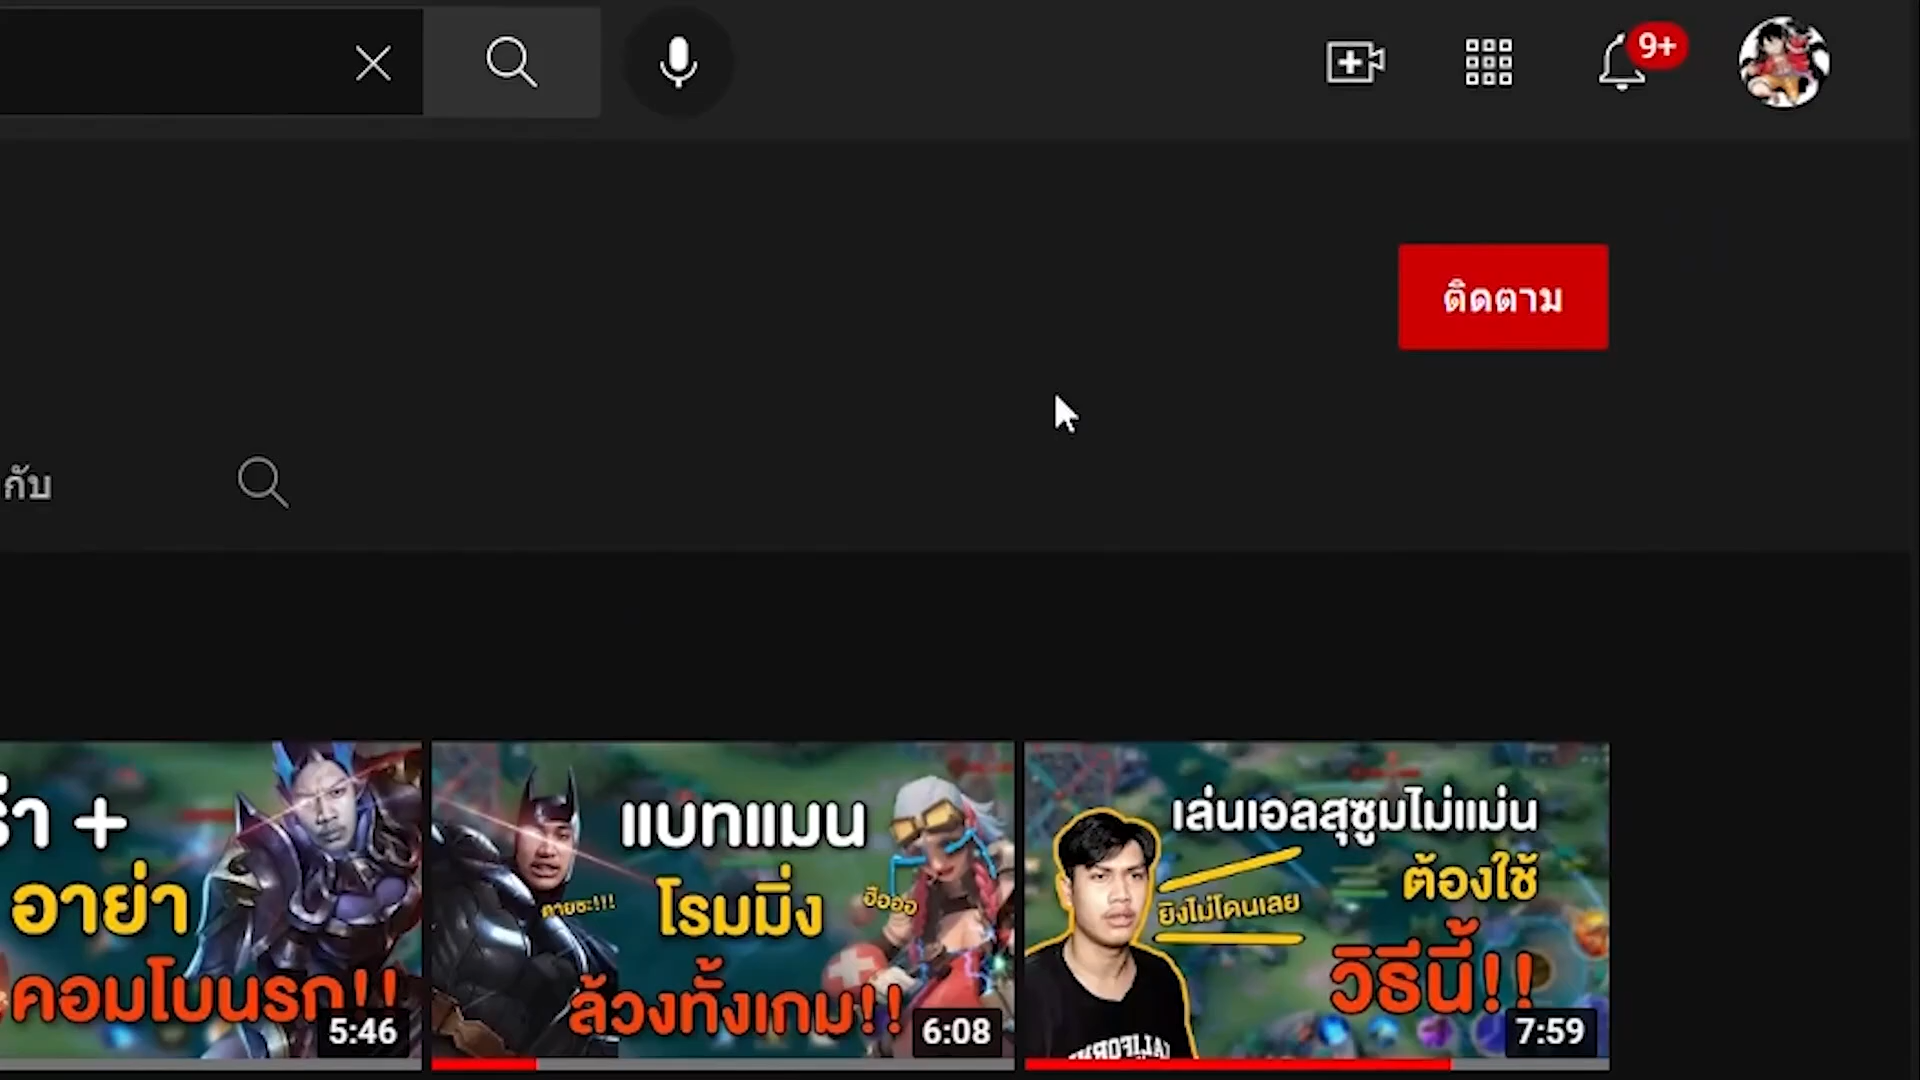 9+
ติดตาม
กับ
ร่า +
อาย่า
คอมโบนรก!!
5:46
แบทแมน
ตายซะ!!!
โรมมิ่ง
ฮืออออ
ล้วงทั้งเกม!!
6:08
เล่นเอลสุซูมไม่แม่น
ต้องใช้
ยิงไม่โดนเลย
วิธีนี้!!
7:59